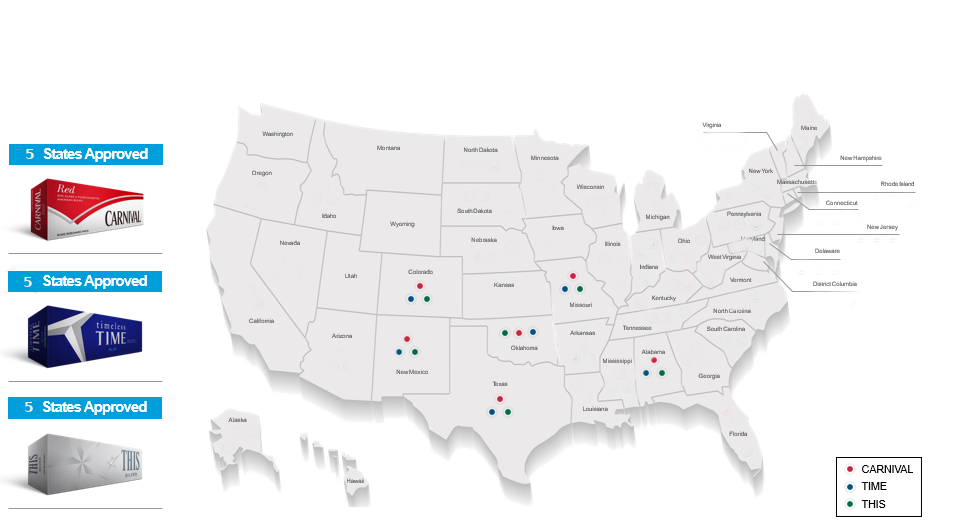 5 States Approved
Red
CARNIVAL
CARNIVAL
5 States Approved
timeless
TIME
TIME
5 States Approved
THIS
THIS
SILVER
Washington
Oregon
Idaho
Montana
Wyoming
Nevada
Utah
California
Arizona
Colorado
New Mexico
North Dakota
South Dakota
Nebraska
Kansas
Oklahoma
Texas
Minnesota
Iowa
Missouri
Arkansas
Louisiana
Wisconsin
Illinois
Michigan
Indiana
Ohio
Kentucky
Tennessee
Mississippi
Alabama
Georgia
Florida
South Carolina
North Carolina
Vermont
West Virginia
Maryland
Pennsylvania
New York
Massachusetts
Maine
Virginia
New Hampshire
Rhode Island
Connecticut
New Jersey
Delaware
District Columbia
Alaska
Hawaii
CARNIVAL
TIME
THIS